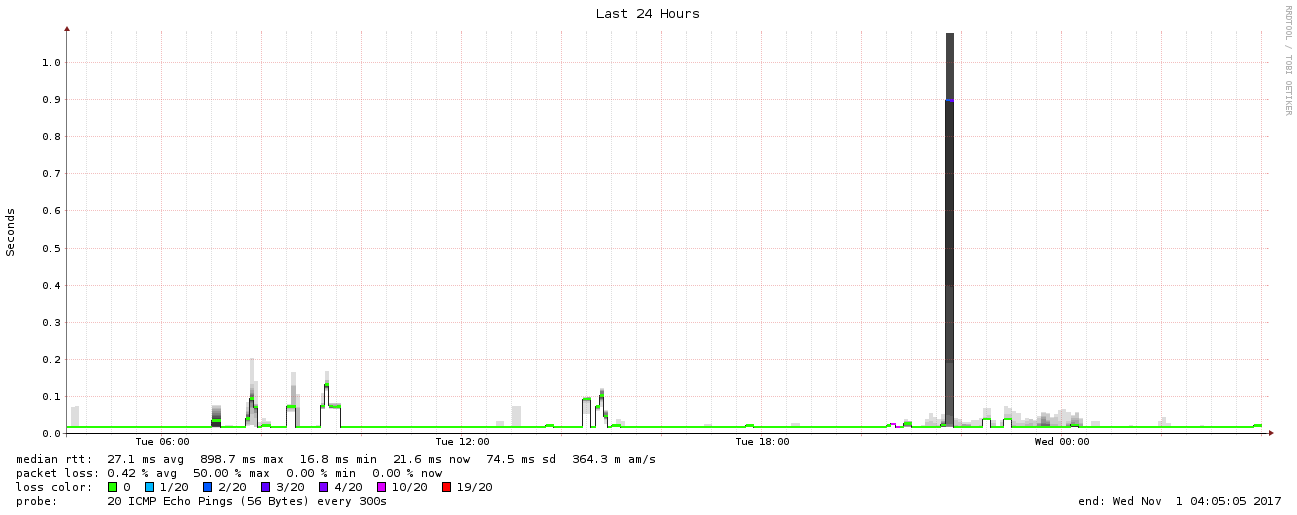 Last 24 Hours
RRDTOOL / TOBI OETIKER
Seconds
1.0
0.9
0.8
0.7
0.6
0.5
0.4
0.3
0.2
0.1
0.0
Tue 06:00 Tue 12:00 Tue 18:00 Wed 00:00
median rtt: 27.1 ms avg 898.7 ms max 16.8 ms min 21.6 ms now 74.5 ms sd 364.3 m am/s
packet loss: 0.42 % avg 50.00 % max 0.00 % min 0.00 % now
loss color: 0 1/20 2/20 3/20 4/20 10/20 19/20
probe: 20 ICMP Echo Pings (56 Bytes) every 300s end: Wed Nov 1 04:05:05 2017